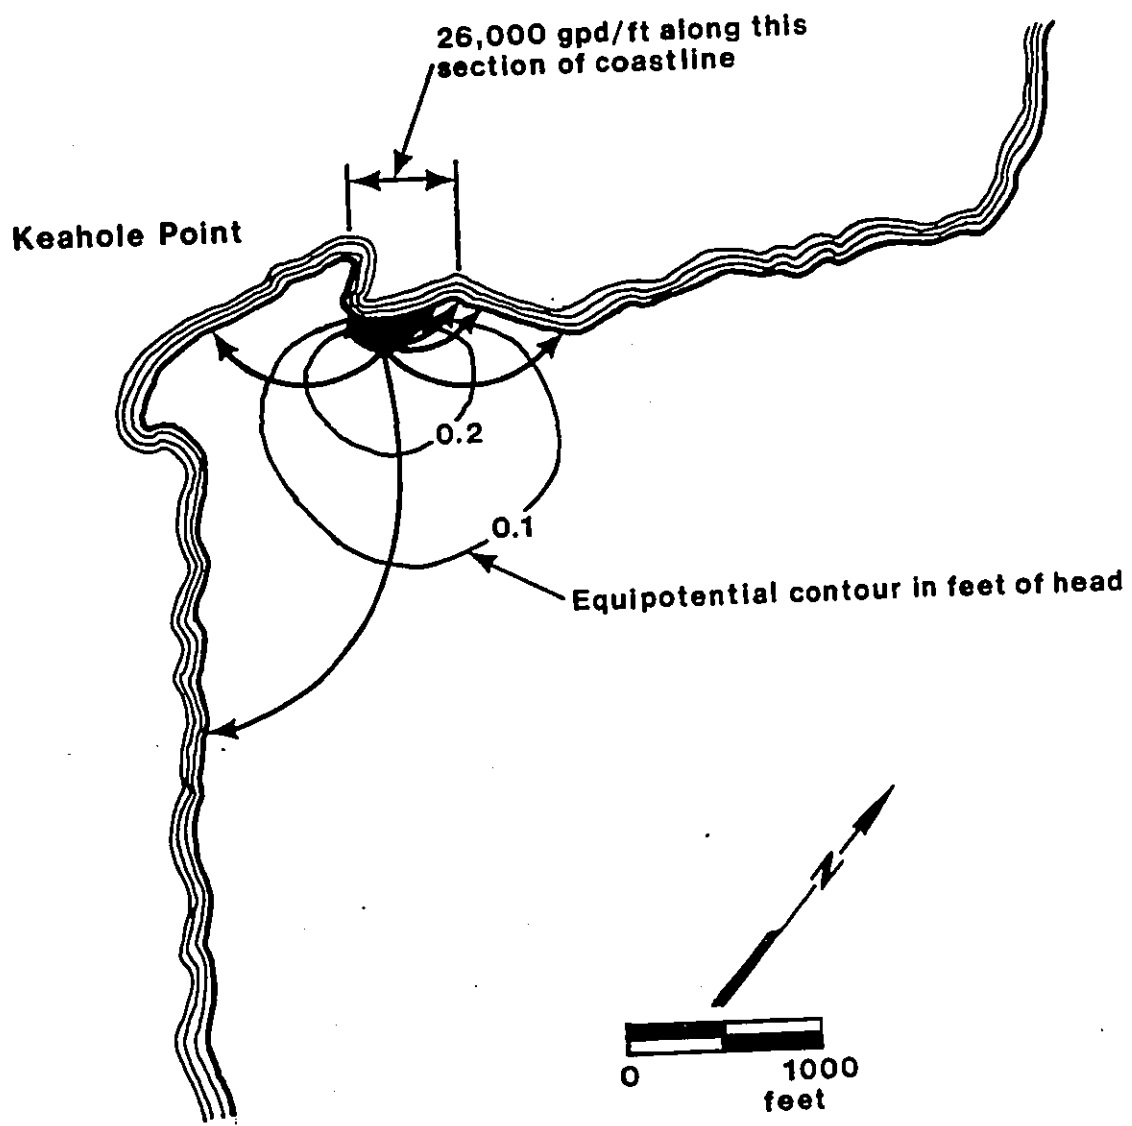 26,000 gpd/ft along this
section of coastline
Keahole Point
0.2
0.1
Equipotential contour in feet of head
N
0 1000
feet